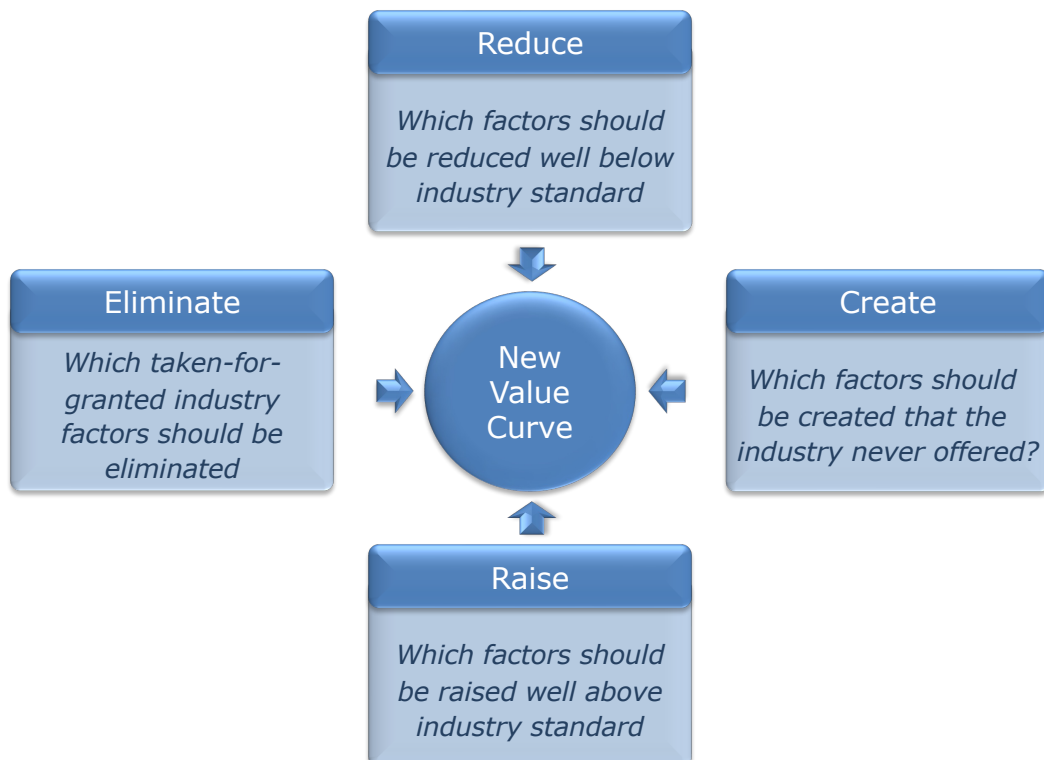 Reduce
Which factors should
be reduced well below
industry standard
Eliminate
Which taken-for-
granted industry
factors should be
eliminated
New
Value
Curve
Create
Which factors should
be created that the
industry never offered?
Raise
Which factors should
be raised well above
industry standard